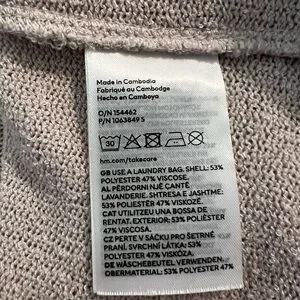 Made in Cambodia
Fabriqué au Cambodge
Hecho en Camboya
O/N 154462
P/N 1063849 S
30
hm.com/takecare
GB USE A LAUNDRY BAG. SHELL: 53%
POLYESTER 47% VISCOSE.
AL PËRDORNI NJË ÇANTË
LAVANDERIE. SHTRESA E JASHTME:
53% POLIESTËR 47% VISKOZË.
CAT UTILITZEU UNA BOSSA DE
RENTAT. EXTERIOR: 53% POLIÈSTER
47% VISCOSA.
CZ PERTE V SÁČKU PRO ŠETRNÉ
PRANÍ. SVRCHNÍ LÁTKA: 53%
POLYESTER 47% VISKÓZA.
DE WÄSCHEBEUTEL VERWENDEN.
OBERMATERIAL: 53% POLYESTER 47%